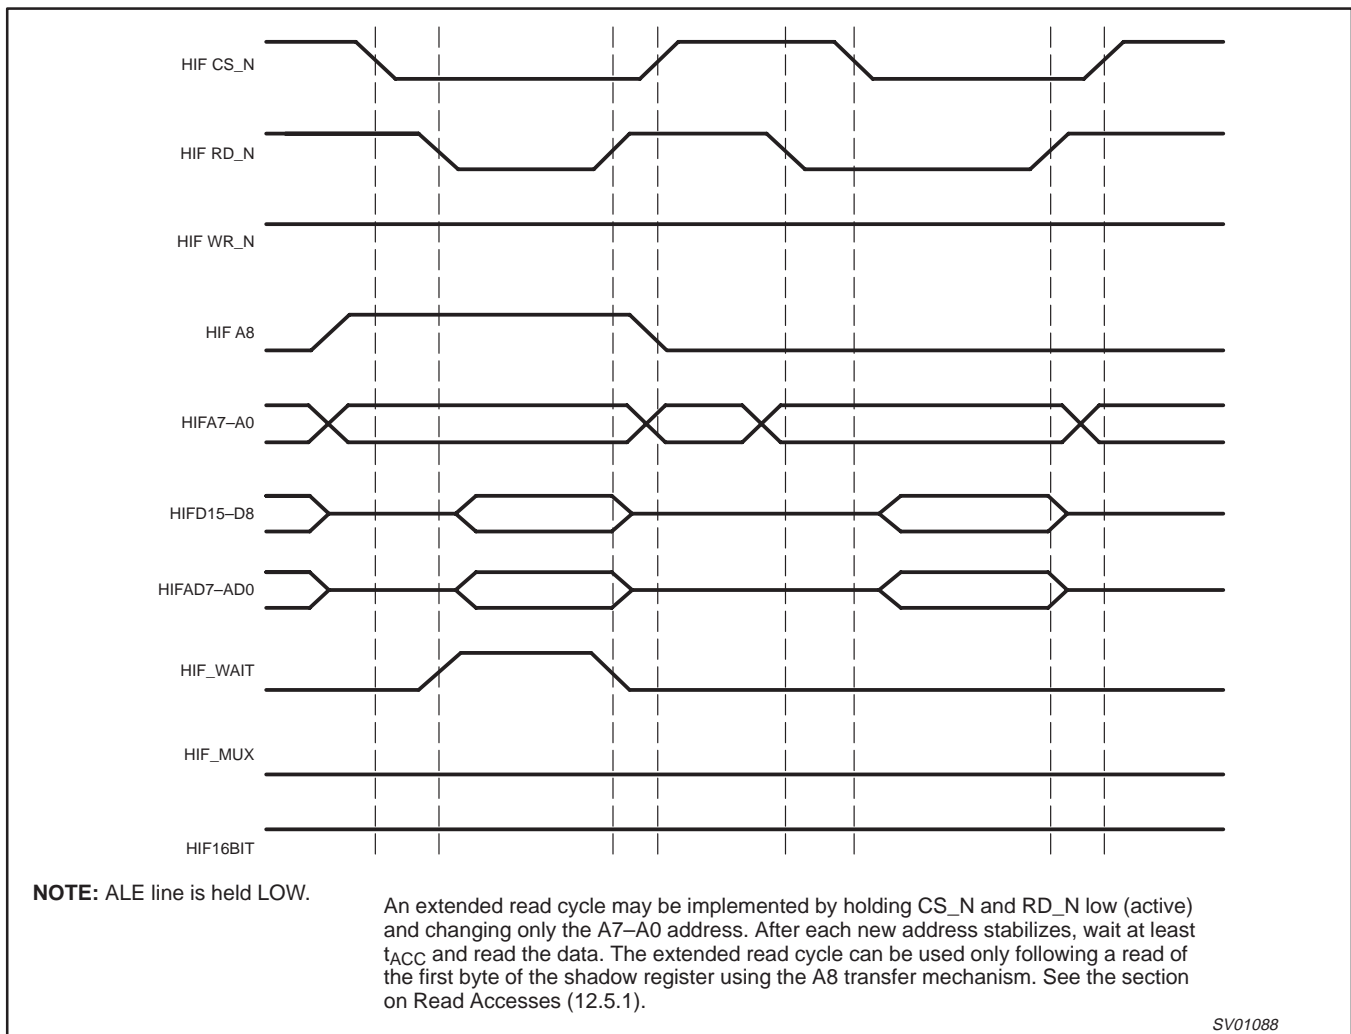 HIF CS_N
HIF RD_N
HIF WR_N
HIF A8
HIFA7–A0
HIFD15–D8
HIFAD7–AD0
HIF_WAIT
HIF_MUX
HIF16BIT
NOTE: ALE line is held LOW.
An extended read cycle may be implemented by holding CS_N and RD_N low (active)
and changing only the A7–A0 address. After each new address stabilizes, wait at least
tACC and read the data. The extended read cycle can be used only following a read of
the first byte of the shadow register using the A8 transfer mechanism. See the section
on Read Accesses (12.5.1).
SV01088